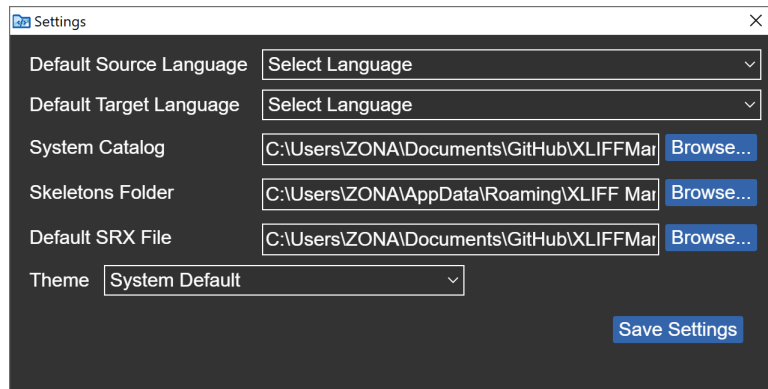 Settings
Default Source Language Select Language
Default Target Language Select Language
System Catalog C:\Users\ZONA\Documents\GitHub\XLIFFMar Browse...
Skeletons Folder C:\Users\ZONA\AppData\Roaming\XLIFF Mar Browse...
Default SRX File C:\Users\ZONA\Documents\GitHub\XLIFFMar Browse...
Theme System Default
Save Settings